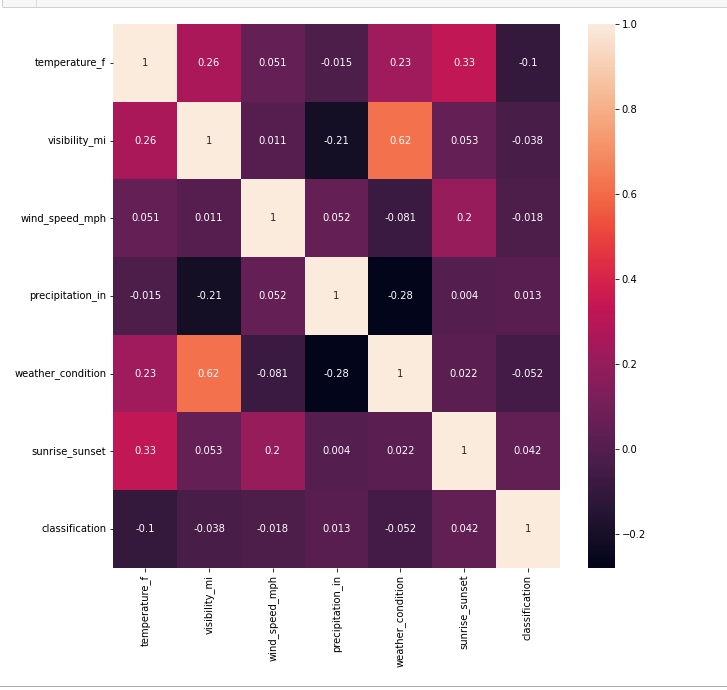 1.0
temperature_f 1 0.26 0.051 -0.015 0.23 0.33 -0.1
0.8
visibility_mi 0.26 1 0.011 -0.21 0.62 0.053 -0.038
0.6
wind_speed_mph 0.051 0.011 1 0.052 -0.081 0.2 -0.018
0.4
precipitation_in -0.015 -0.21 0.052 1 -0.28 0.004 0.013
0.2
weather_condition 0.23 0.62 -0.081 -0.28 1 0.022 -0.052
0.0
sunrise_sunset 0.33 0.053 0.2 0.004 0.022 1 0.042
−0.2
classification -0.1 -0.038 -0.018 0.013 -0.052 0.042 1
temperature_f
visibility_mi
wind_speed_mph
precipitation_in
weather_condition
sunrise_sunset
classification